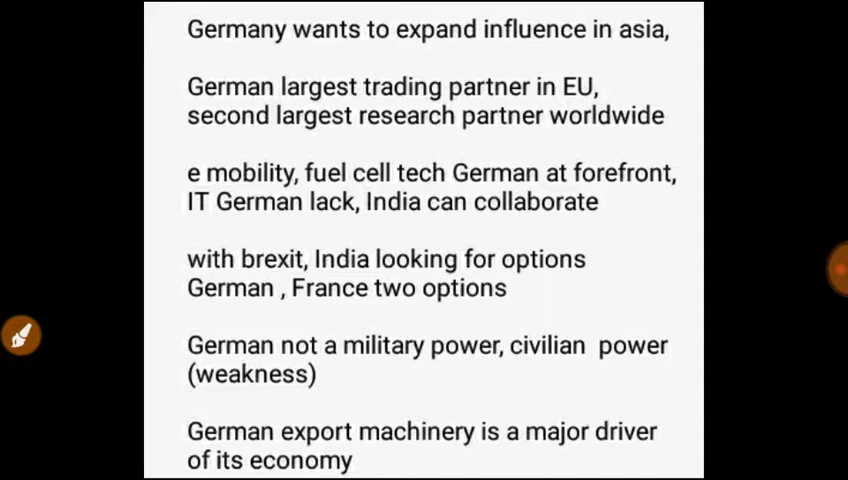 Germany wants to expand influence in asia,
German largest trading partner in EU,
second largest research partner worldwide
e mobility, fuel cell tech German at forefront,
IT German lack, India can collaborate
with brexit, India looking for options
German , France two options
German not a military power, civilian  power
(weakness)
German export machinery is a major driver
of its economy